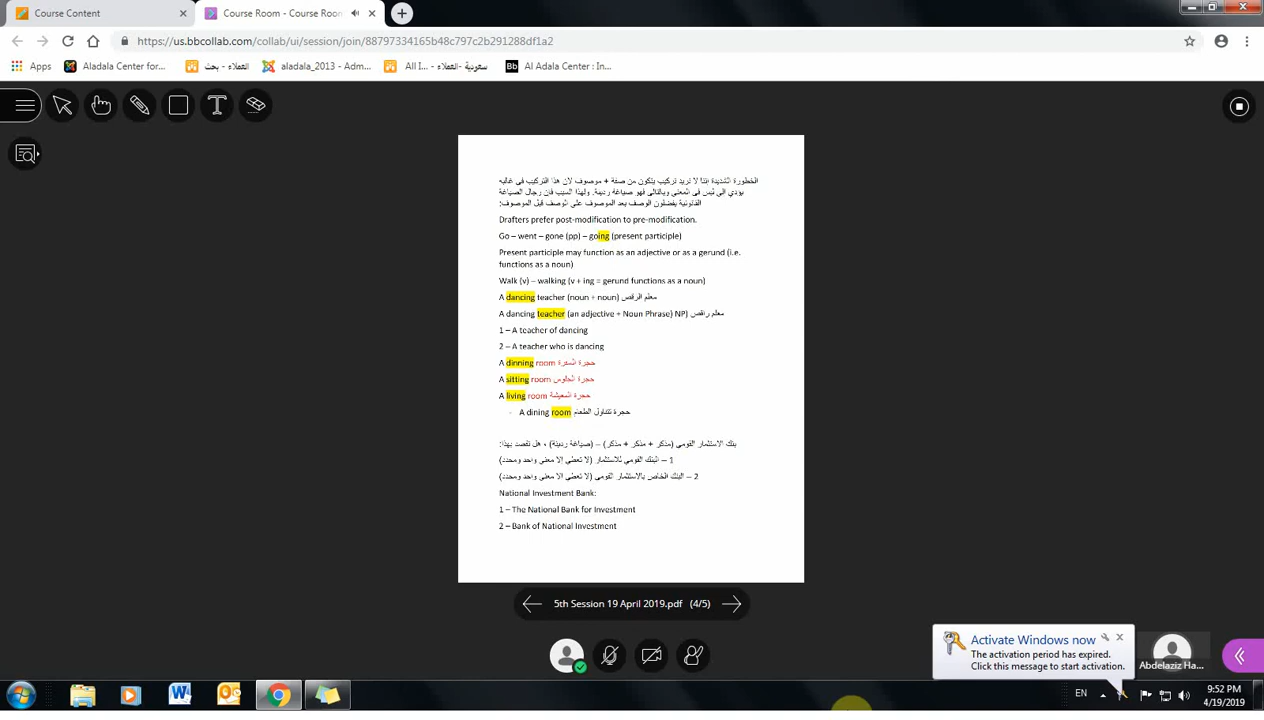 Course Content
Course Room - Course Room
https://us.bbcollab.com/collab/ui/session/join/88797334165b48c797c2b291288df1a2
Apps
Aladala Center for...
العملاء - بحث
aladala_2013 - Adm...
All I... - سعودية -العملاء
Al Adala Center : In...
الخطورة الشديدة إننا لا نريد تركيب يتكون من صفة + موصوف لان هذا التركيب في غالبه
يؤدي الى لبس في المعنى وبالتالي فهو صياغة رديئة. ولهذا السبب فإن رجال الصياغة
القانونية يفضلون الوصف بعد الموصوف على الوصف قبل الموصوف:
Drafters prefer post-modification to pre-modification.
Go – went – gone (pp) – going (present participle)
Present participle may function as an adjective or as a gerund (i.e.
functions as a noun)
Walk (v) – walking (v + ing = gerund functions as a noun)
A dancing teacher (noun + noun) معلم الرقص
A dancing teacher (an adjective + Noun Phrase) NP) معلم راقص
1 – A teacher of dancing
2 – A teacher who is dancing
A dinning room حجرة السفرة
A sitting room حجرة الجلوس
A living room حجرة المعيشة
- A dining room حجرة تتناول الطعام
بنك الاستثمار القومي (مذكر + مذكر + مذكر) – (صياغة رديئة) ، هل نقصد بهذا:
1 – البنك القومي للاستثمار (لا تعطي إلا معنى واحد ومحدد)
2 – البنك الخاص بالاستثمار القومي (لا تعطي إلا معنى واحد ومحدد)
National Investment Bank:
1 – The National Bank for Investment
2 – Bank of National Investment
5th Session 19 April 2019.pdf (4/5)
Activate Windows now
The activation period has expired.
Click this message to start activation.
Abdelaziz Ha...
EN
9:52 PM
4/19/2019